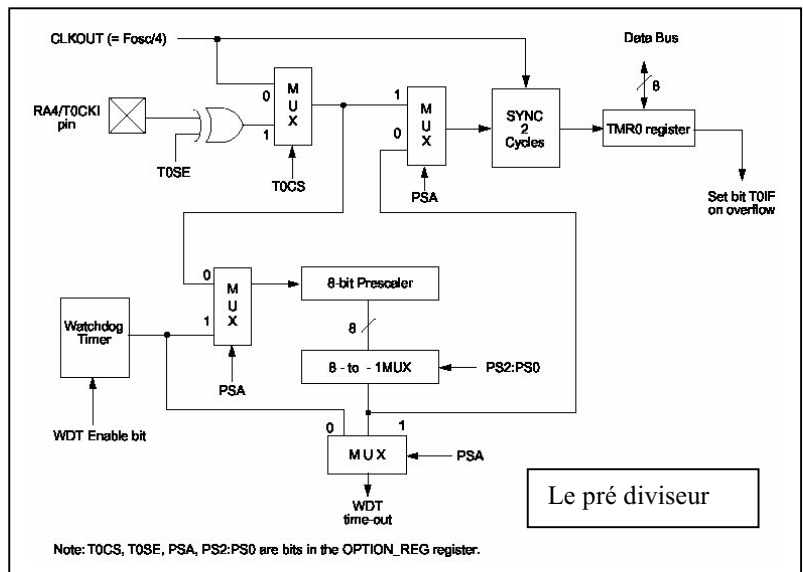 CLKOUT (= Fosc/4)
Data Bus
8
RA4/T0CKI
pin
T0SE
0
1
M
U
X
T0CS
1
0
M
U
X
PSA
SYNC
2
Cycles
TMR0 register
Set bit T0IF
on overflow
Watchdog
Timer
WDT Enable bit
0
1
M
U
X
PSA
8-bit Prescaler
8
8 - to - 1MUX
PS2:PS0
0
1
M U X
PSA
WDT
time-out
Le pré diviseur
Note: T0CS, T0SE, PSA, PS2:PS0 are bits in the OPTION_REG register.